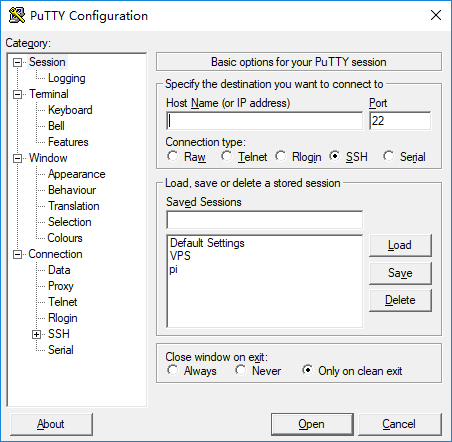 PuTTY Configuration
Category:
Session
Logging
Terminal
Keyboard
Bell
Features
Window
Appearance
Behaviour
Translation
Selection
Colours
Connection
Data
Proxy
Telnet
Rlogin
SSH
Serial
Basic options for your PuTTY session
Specify the destination you want to connect to
Host Name (or IP address) Port
22
Connection type:
Raw Telnet Rlogin SSH Serial
Load, save or delete a stored session
Saved Sessions
Default Settings
VPS
pi
Load
Save
Delete
Close window on exit:
Always Never Only on clean exit
About Open Cancel